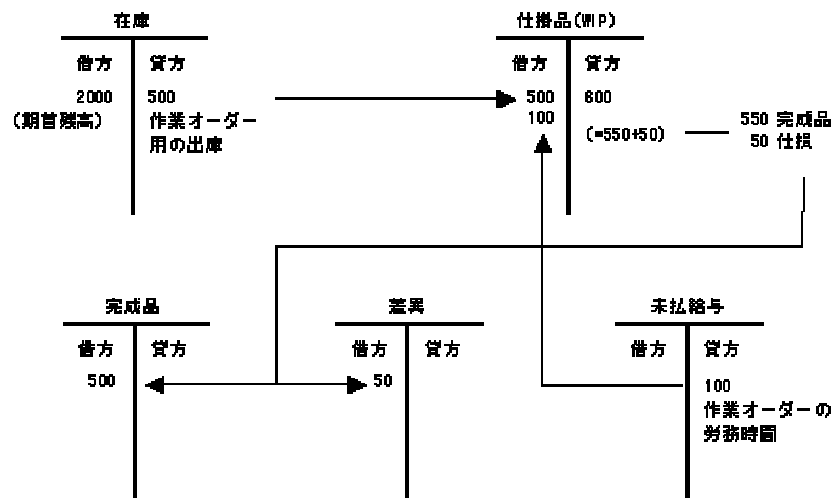 在庫
借方 貸方
2000 500
(期首残高) 作業オーダー
用の出庫
仕掛品(WIP)
借方 貸方
500 600
100
(=550+50)
550 完成品
50 仕損
完成品
借方 貸方
500
差異
借方 貸方
50
未払給与
借方 貸方
100
作業オーダーの
労務時間